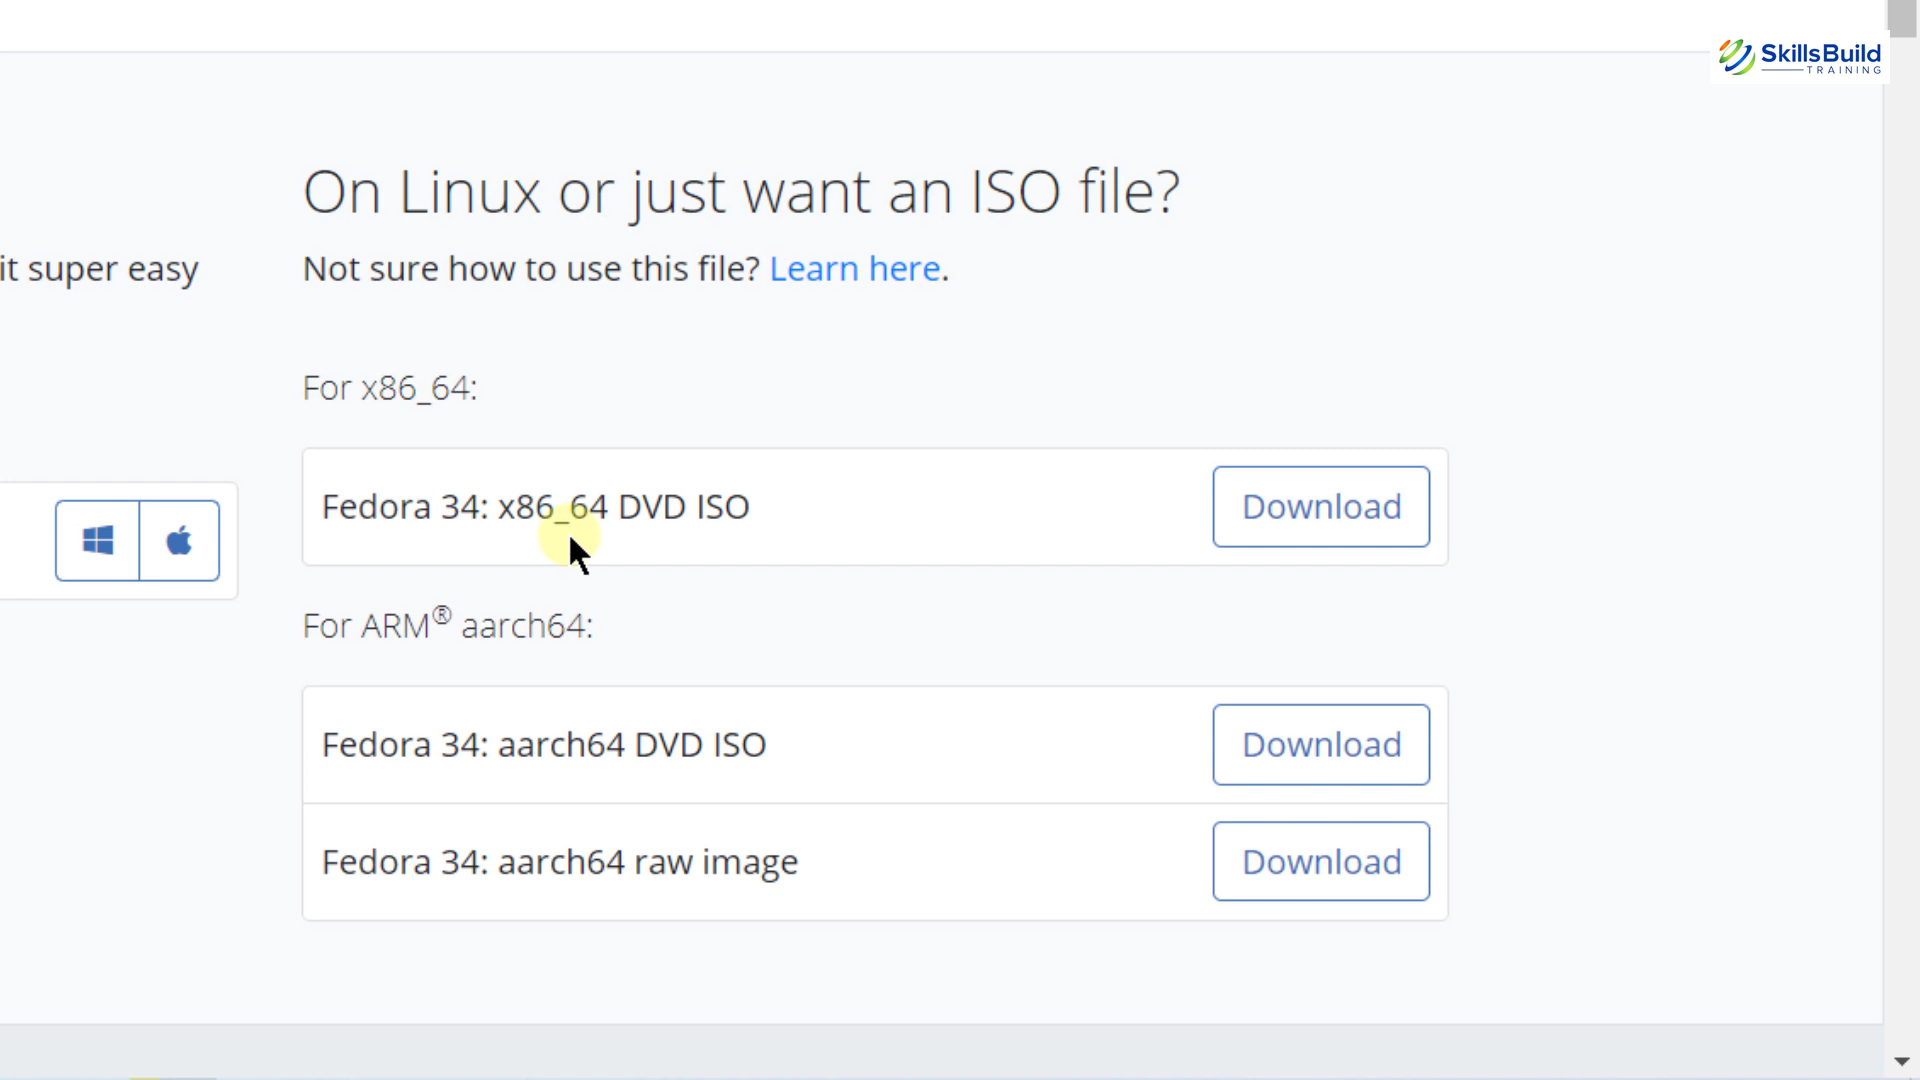 SkillsBuild
TRAINING
On Linux or just want an ISO file?
it super easy
Not sure how to use this file? Learn here.
For x86_64:
Fedora 34: x86_64 DVD ISO
Download
For ARM® aarch64:
Fedora 34: aarch64 DVD ISO
Download
Fedora 34: aarch64 raw image
Download